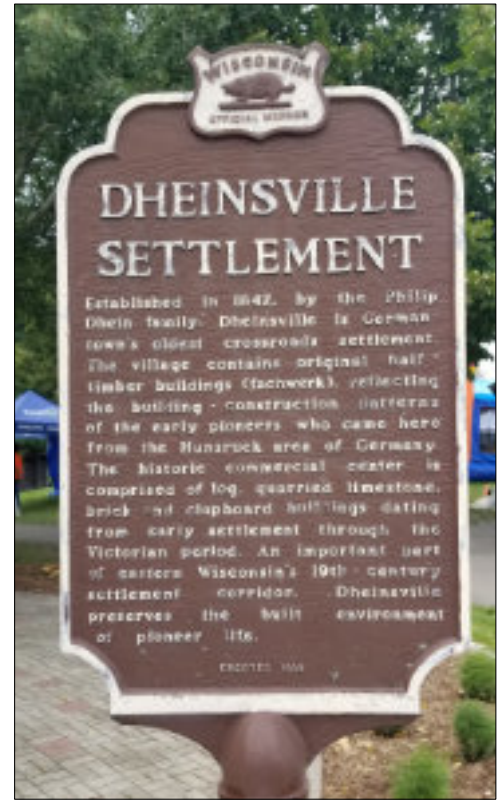 WISCONSIN
OFFICIAL MARKER
DHEINSVILLE
SETTLEMENT
Established in 1842, by the Philip
Dhein family, Dheinsville is German-
town's oldest crossroads settlement.
The village contains original half-
timber buildings (fachwerk), reflecting
the building - construction patterns
of the early pioneers who came here
from the Hunsruck area of Germany.
The historic commercial center is
comprised of log, quarried limestone,
brick and clapboard buildings dating
from early settlement through the
Victorian period. An important part
of eastern Wisconsin's 19th century
settlement corridor, Dheinsville
preserves the built environment
of pioneer life.
ERECTED